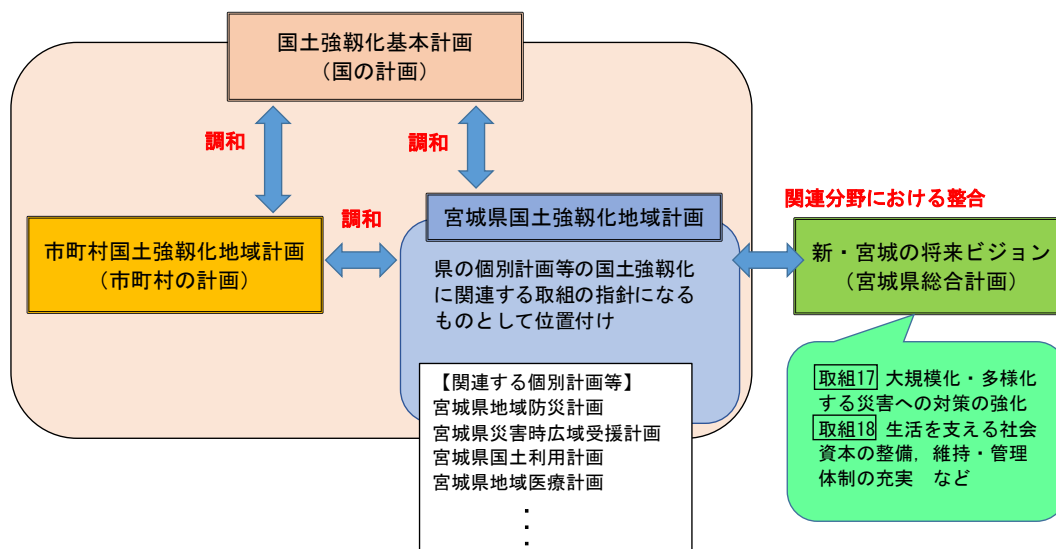 国土強靱化基本計画
（国の計画）
調和
調和
関連分野における整合
市町村国土強靱化地域計画
（市町村の計画）
調和
宮城県国土強靱化地域計画
県の個別計画等の国土強靱化
に関連する取組の指針になる
ものとして位置付け
新・宮城の将来ビジョン
（宮城県総合計画）
【関連する個別計画等】
宮城県地域防災計画
宮城県災害時広域受援計画
宮城県国土利用計画
宮城県地域医療計画
・
・
・
取組17 大規模化・多様化
する災害への対策の強化
取組18 生活を支える社会
資本の整備，維持・管理
体制の充実　など